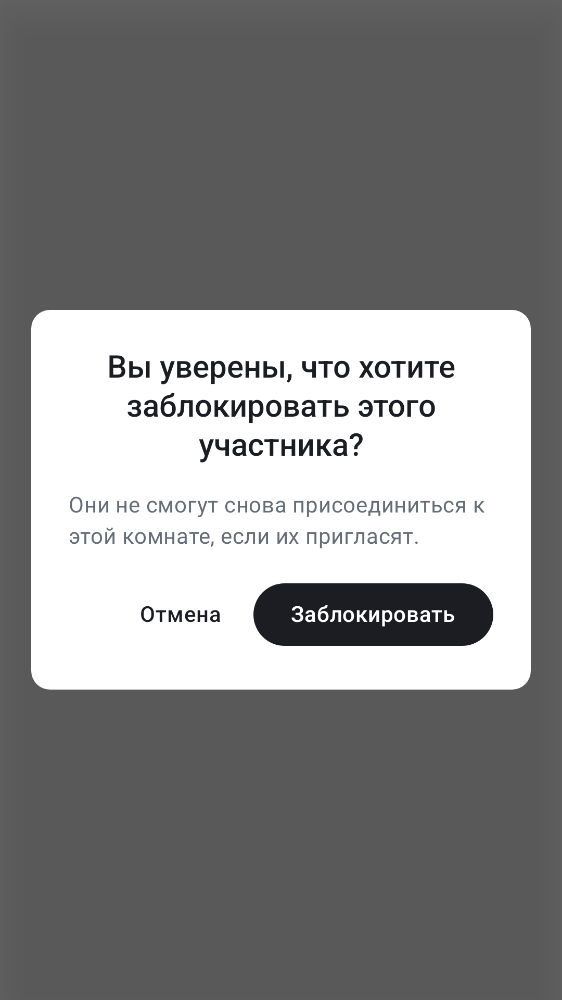 Вы уверены, что хотите
заблокировать этого
участника?
Они не смогут снова присоединиться к
этой комнате, если их пригласят.
Отмена
Заблокировать